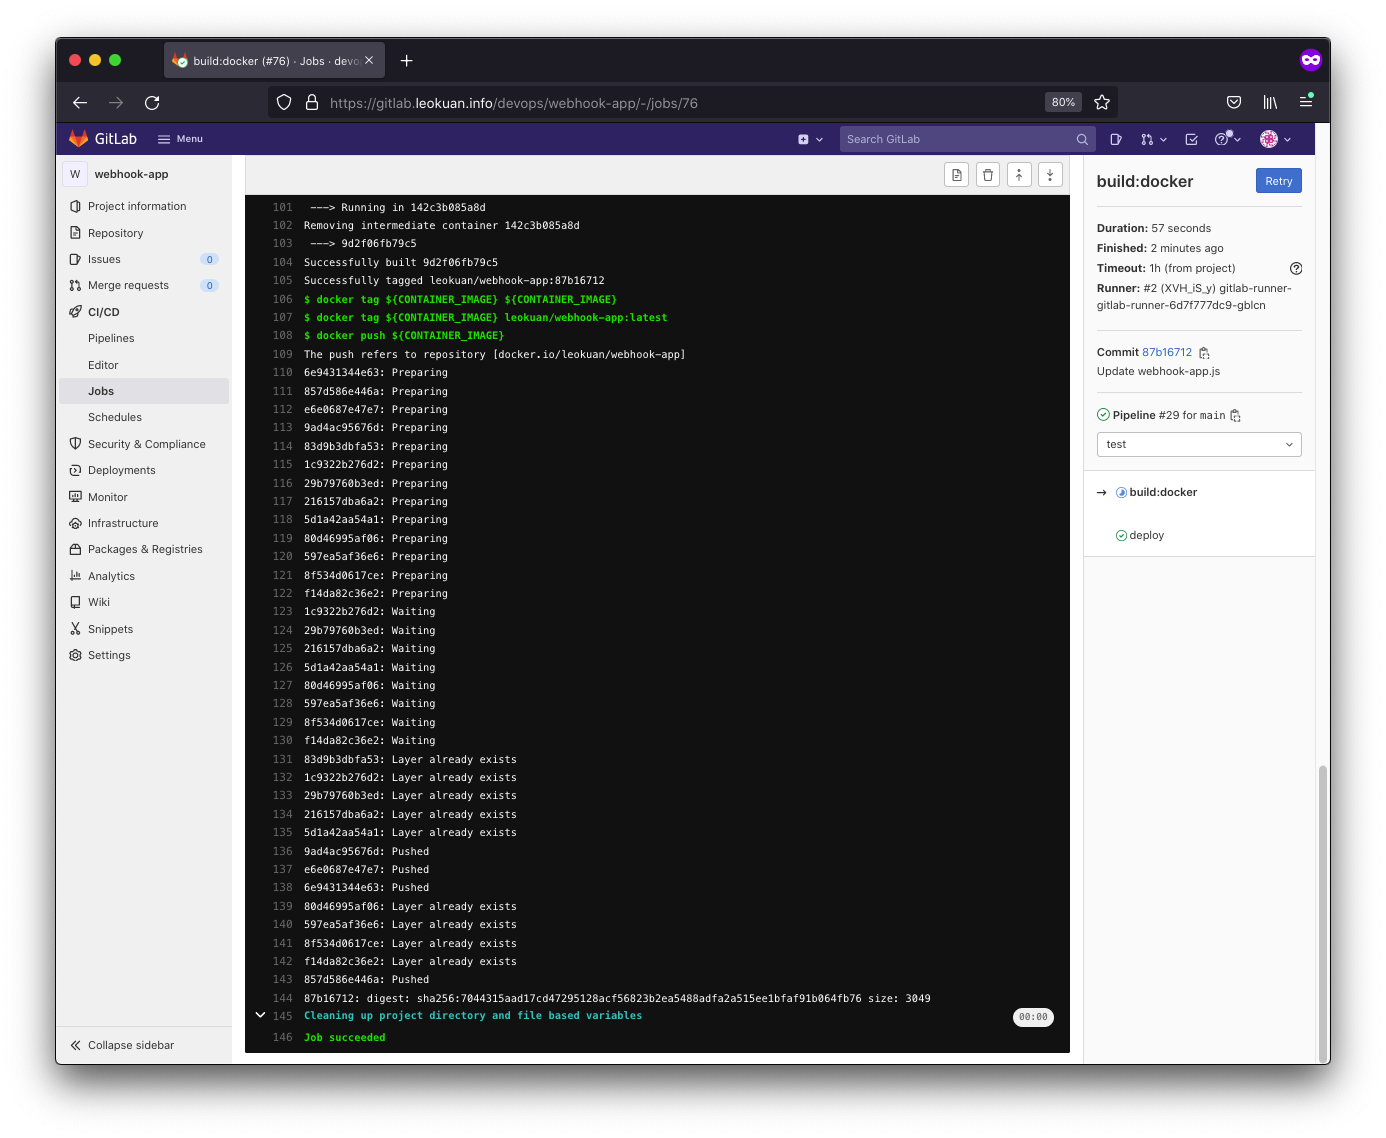 build:docker (#76) · Jobs · devo
https://gitlab.leokuan.info/devops/webhook-app/-/jobs/76
80%
GitLab
Menu
Search GitLab
W webhook-app
Project information
Repository
Issues 0
Merge requests 0
CI/CD
Pipelines
Editor
Jobs
Schedules
Security & Compliance
Deployments
Monitor
Infrastructure
Packages & Registries
Analytics
Wiki
Snippets
Settings
Collapse sidebar
101 ---> Running in 142c3b085a8d
102 Removing intermediate container 142c3b085a8d
103 ---> 9d2f06fb79c5
104 Successfully built 9d2f06fb79c5
105 Successfully tagged leokuan/webhook-app:87b16712
106 $ docker tag ${CONTAINER_IMAGE} ${CONTAINER_IMAGE}
107 $ docker tag ${CONTAINER_IMAGE} leokuan/webhook-app:latest
108 $ docker push ${CONTAINER_IMAGE}
109 The push refers to repository [docker.io/leokuan/webhook-app]
110 6e9431344e63: Preparing
111 857d586e446a: Preparing
112 e6e0687e47e7: Preparing
113 9ad4ac95676d: Preparing
114 83d9b3dbfa53: Preparing
115 1c9322b276d2: Preparing
116 29b79760b3ed: Preparing
117 216157dba6a2: Preparing
118 5d1a42aa54a1: Preparing
119 80d46995af06: Preparing
120 597ea5af36e6: Preparing
121 8f534d0617ce: Preparing
122 f14da82c36e2: Preparing
123 1c9322b276d2: Waiting
124 29b79760b3ed: Waiting
125 216157dba6a2: Waiting
126 5d1a42aa54a1: Waiting
127 80d46995af06: Waiting
128 597ea5af36e6: Waiting
129 8f534d0617ce: Waiting
130 f14da82c36e2: Waiting
131 83d9b3dbfa53: Layer already exists
132 1c9322b276d2: Layer already exists
133 29b79760b3ed: Layer already exists
134 216157dba6a2: Layer already exists
135 5d1a42aa54a1: Layer already exists
136 9ad4ac95676d: Pushed
137 e6e0687e47e7: Pushed
138 6e9431344e63: Pushed
139 80d46995af06: Layer already exists
140 597ea5af36e6: Layer already exists
141 8f534d0617ce: Layer already exists
142 f14da82c36e2: Layer already exists
143 857d586e446a: Pushed
144 87b16712: digest: sha256:7044315aad17cd47295128acf56823b2ea5488adfa2a515ee1bfaf91b064fb76 size: 3049
145 Cleaning up project directory and file based variables 00:00
146 Job succeeded
build:docker
Retry
Duration: 57 seconds
Finished: 2 minutes ago
Timeout: 1h (from project)
Runner: #2 (XVH_iS_y) gitlab-runner-
gitlab-runner-6d7f777dc9-gblcn
Commit 87b16712
Update webhook-app.js
Pipeline #29 for main
test
→ build:docker
deploy